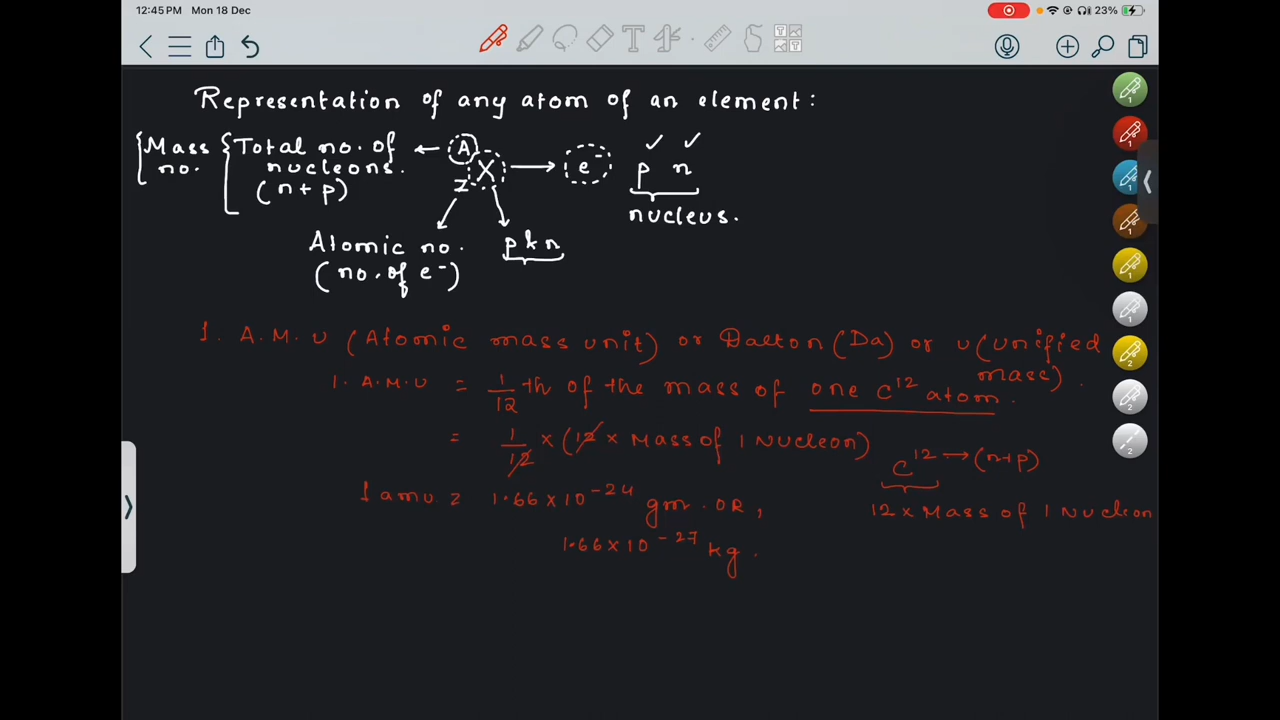 12:45 PM Mon 18 Dec
23%
Representation of any atom of an element:
Mass no. Total no. of nucleons. (n + p) ← A
X → e⁻ p n
Z
nucleus.
Atomic no. (no. of e⁻)
p & n
1. A.M.U (Atomic mass unit) or Dalton (Da) or u (unified mass).
1. A.M.U = 1/12 th of the mass of one C¹² atom.
= 1/12 × (12 × Mass of 1 Nucleon)
C¹² → (n+p)
12 × Mass of 1 Nucleon
1 amu = 1.66 × 10⁻²⁴ gm. OR,
1.66 × 10⁻²⁷ kg.